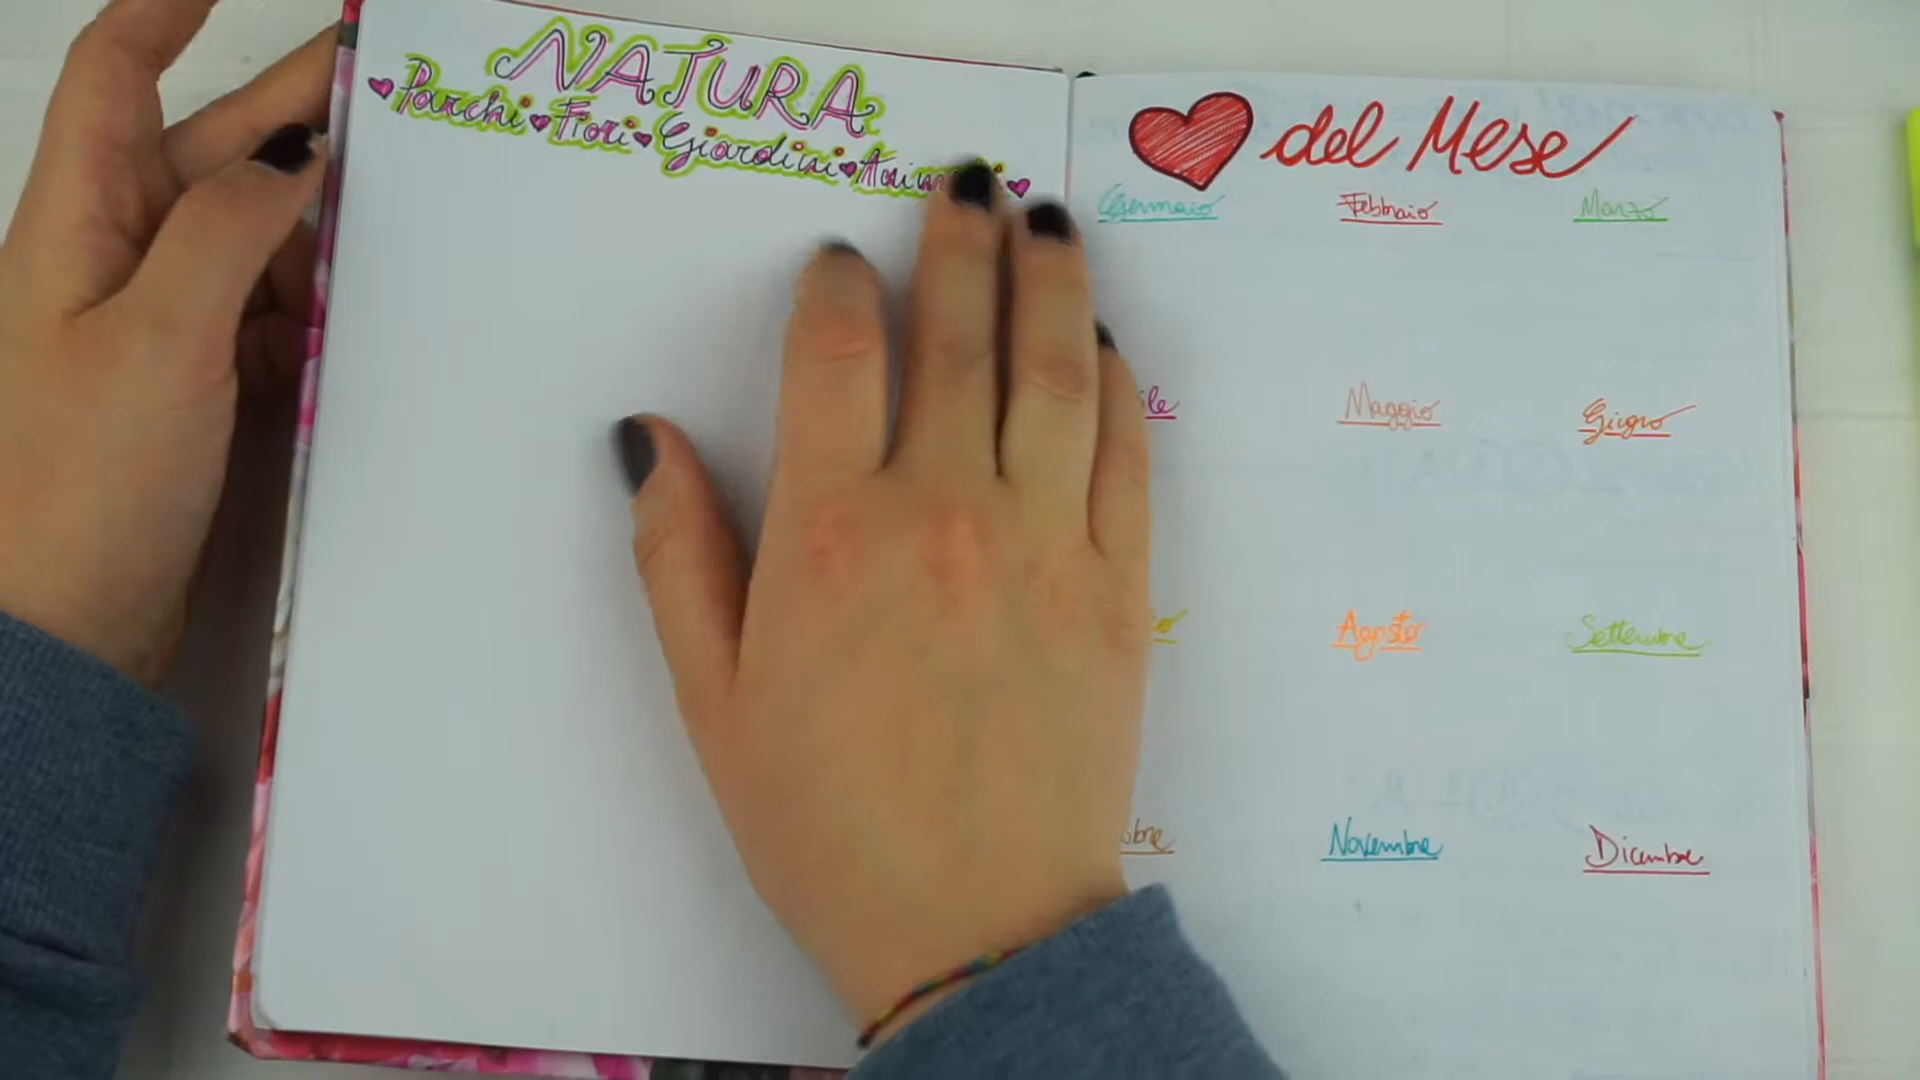 NATURA
Parchi Fiori Giardini
del Mese
Gennaio Febbraio Marzo
Maggio Giugno
Agosto Settembre
Novembre Dicembre